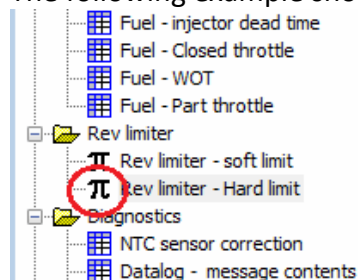 The following example sho
Fuel - injector dead time
Fuel - Closed throttle
Fuel - WOT
Fuel - Part throttle
Rev limiter
π Rev limiter - soft limit
π Rev limiter - Hard limit
Diagnostics
NTC sensor correction
Datalog - message contents